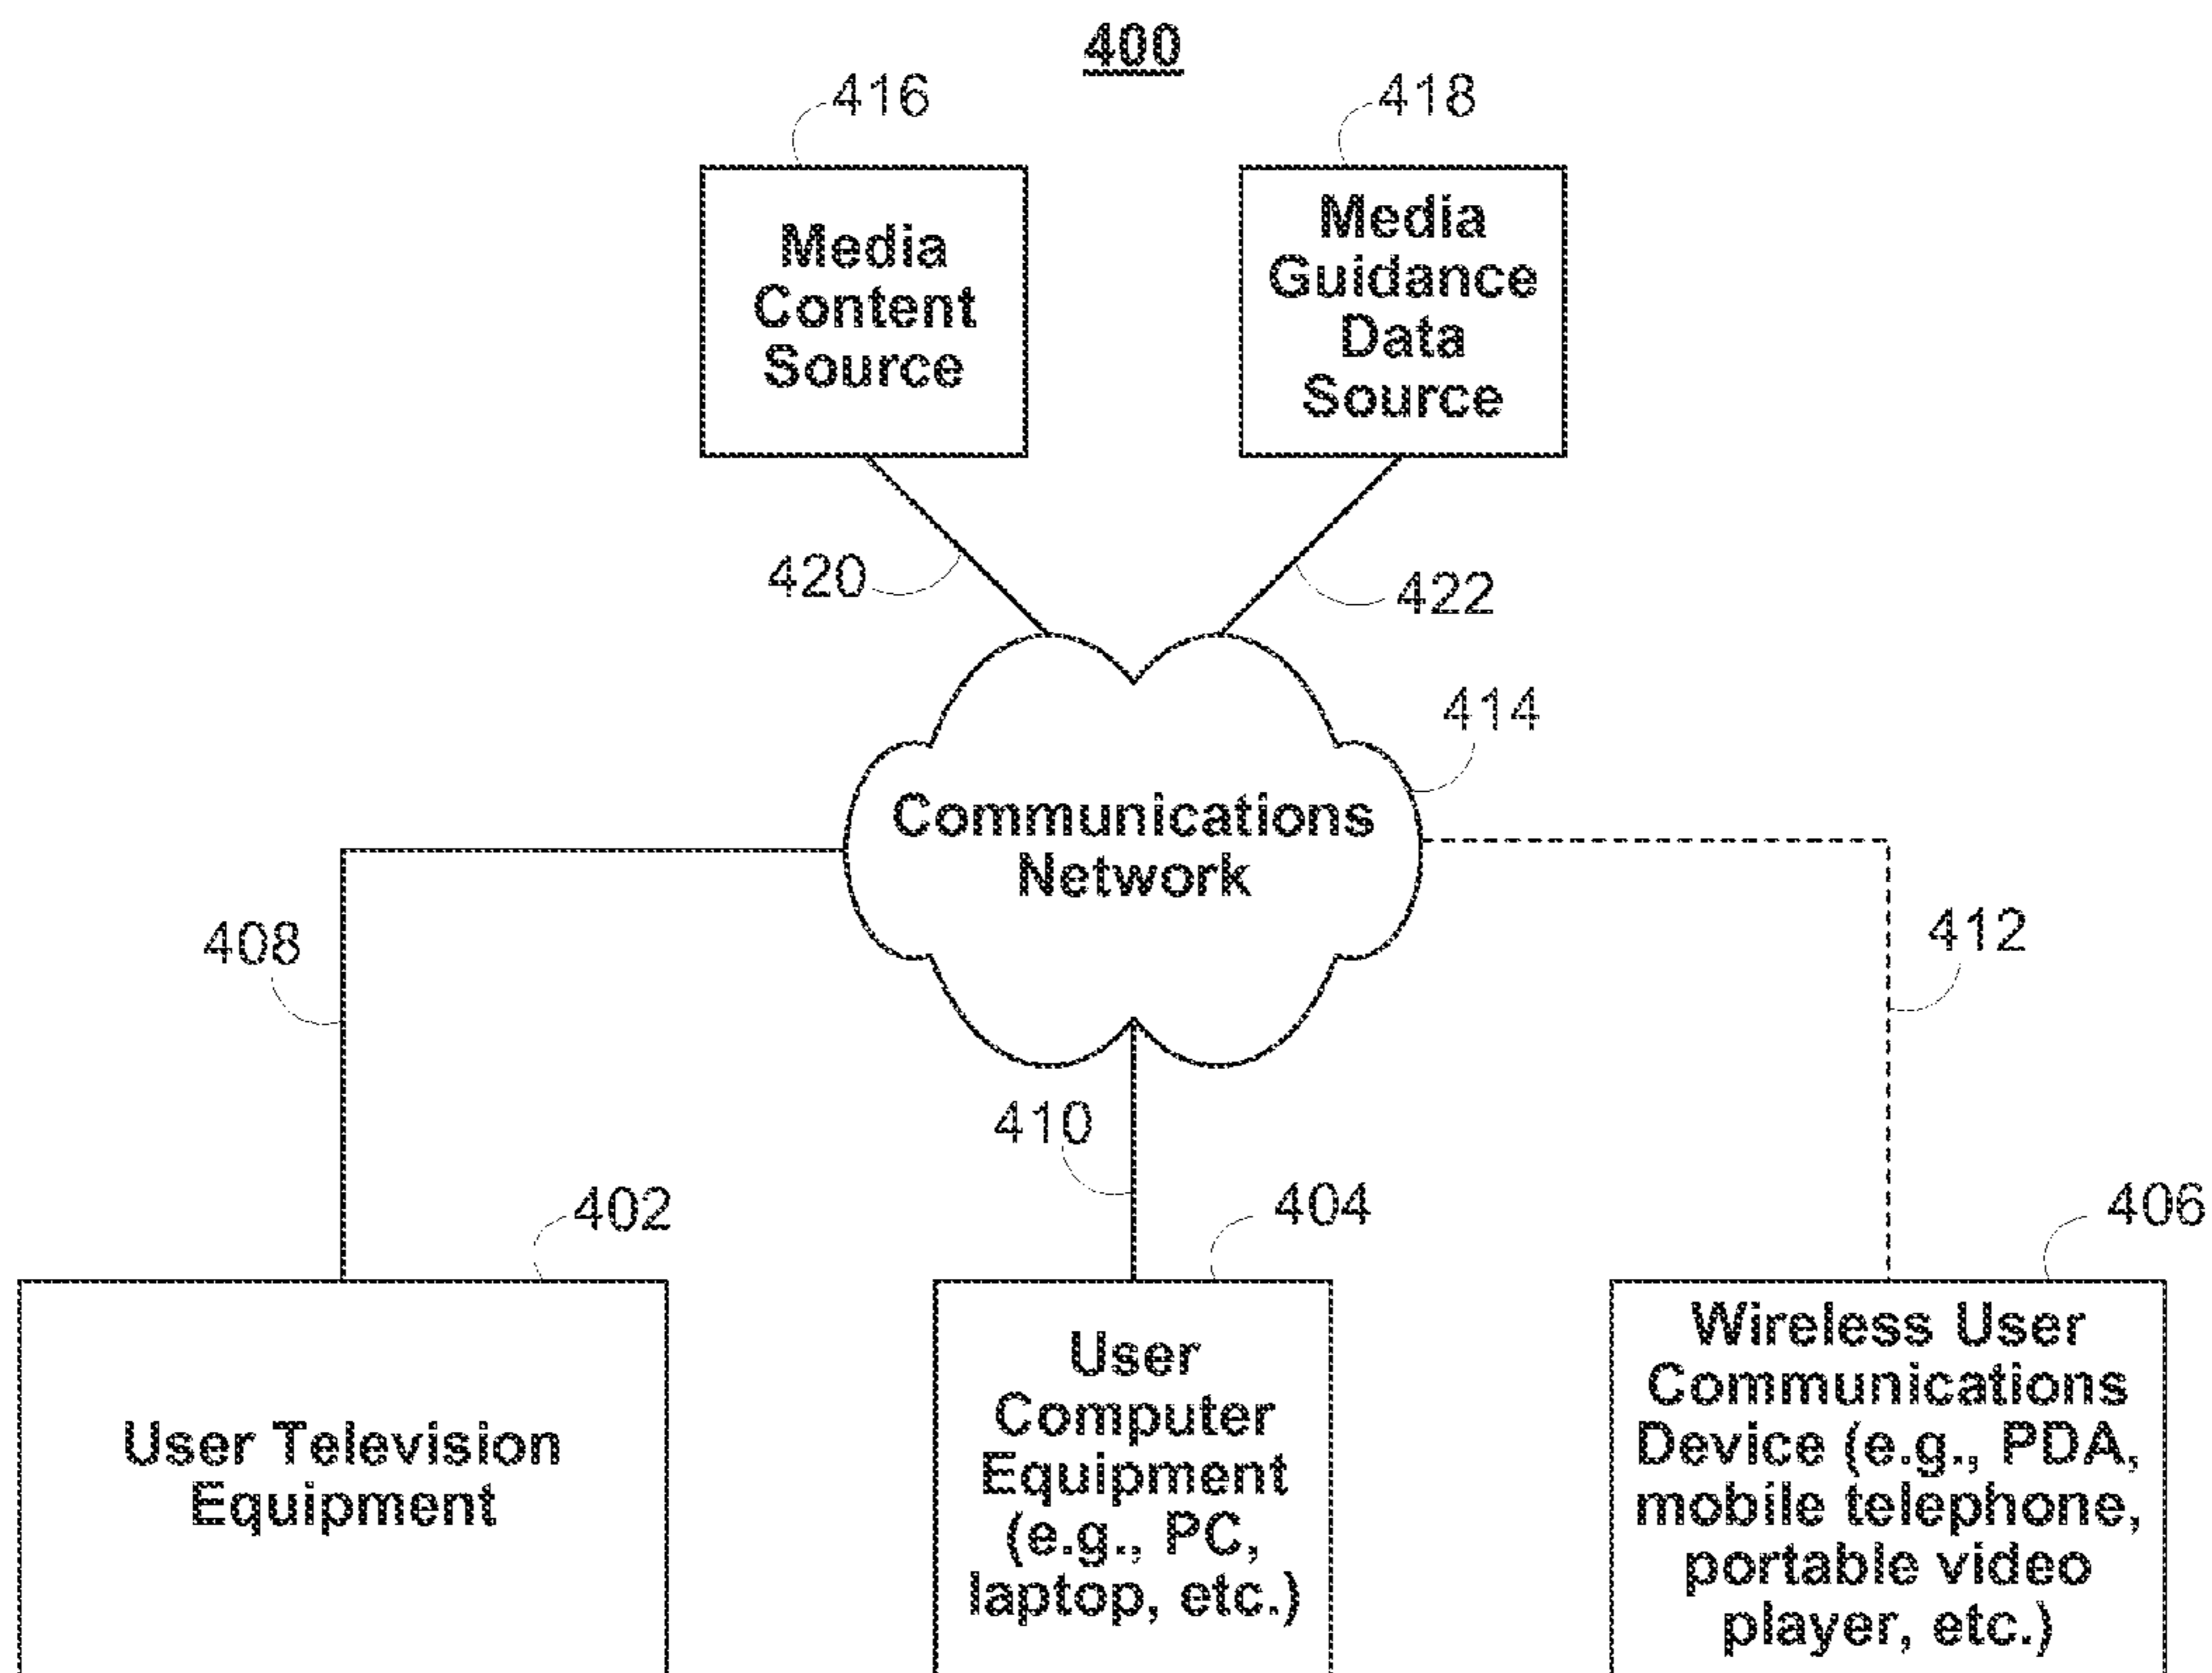 400
416
418
Media
Content
Source
Media
Guidance
Data
Source
420
422
414
Communications
Network
408
412
410
402
404
406
User Television
Equipment
User
Computer
Equipment
(e.g., PC,
laptop, etc.)
Wireless User
Communications
Device (e.g., PDA,
mobile telephone,
portable video
player, etc.)